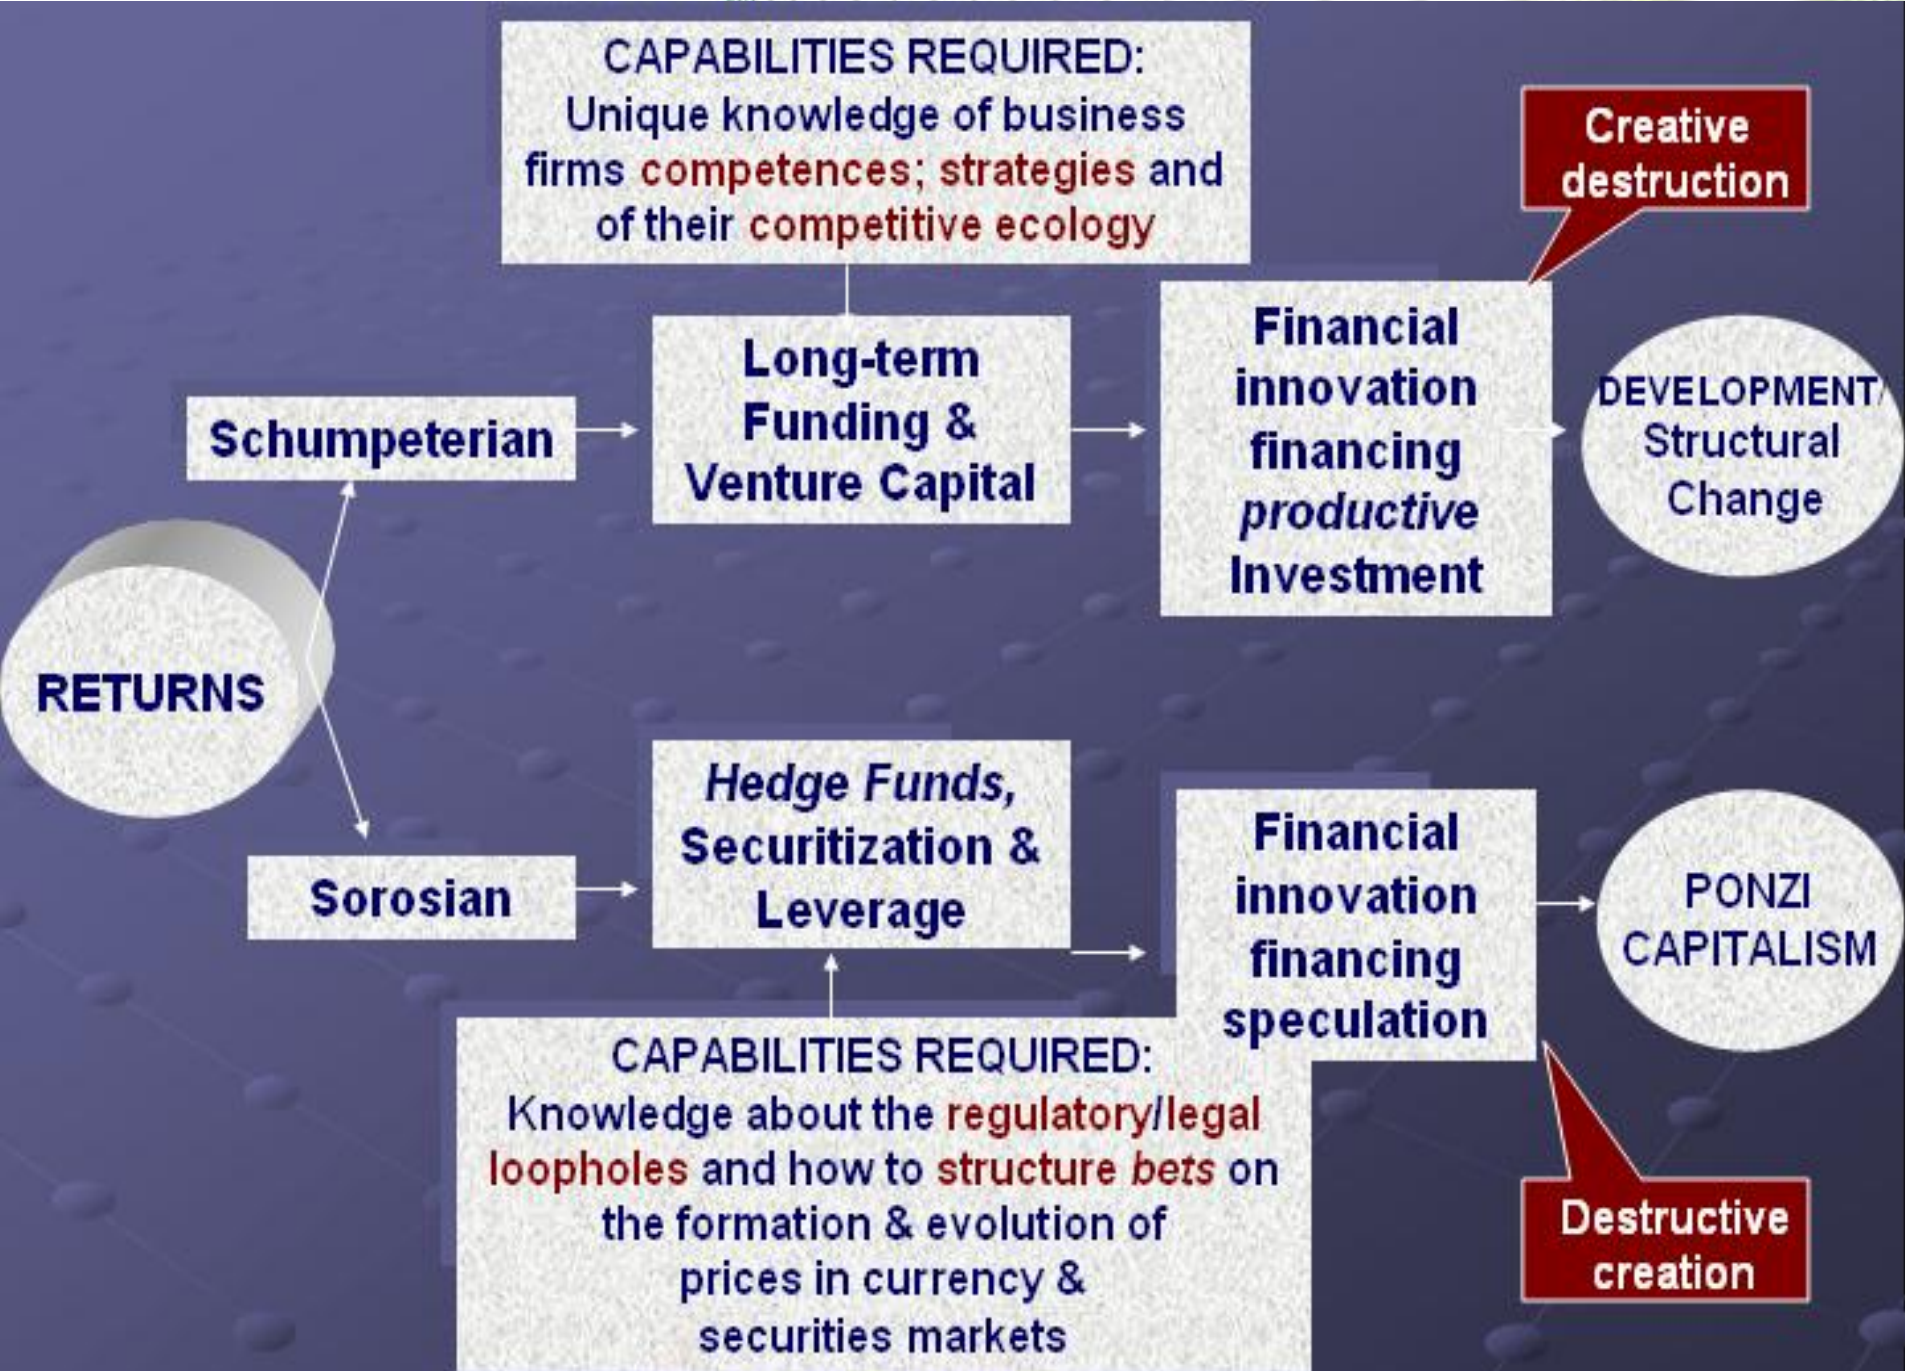 CAPABILITIES REQUIRED:
Unique knowledge of business
firms competences; strategies and
of their competitive ecology
Creative
destruction
Schumpeterian
Long-term
Funding &
Venture Capital
Financial
innovation
financing
productive
Investment
DEVELOPMENT/
Structural
Change
RETURNS
Sorosian
Hedge Funds,
Securitization &
Leverage
Financial
innovation
financing
speculation
PONZI
CAPITALISM
CAPABILITIES REQUIRED:
Knowledge about the regulatory/legal
loopholes and how to structure bets on
the formation & evolution of
prices in currency &
securities markets
Destructive
creation